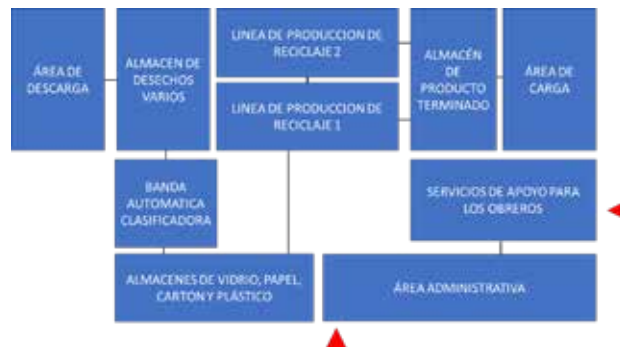 ÁREA DE
DESCARGA
ALMACEN DE
DESECHOS
VARIOS
LINEA DE PRODUCCION DE
RECICLAJE 2
LINEA DE PRODUCCION DE
RECICLAJE 1
ALMACÉN
DE
PRODUCTO
TERMINADO
ÁREA DE
CARGA
BANDA
AUTOMATICA
CLASIFICADORA
SERVICIOS DE APOYO PARA
LOS OBREROS
ALMACENES DE VIDRIO, PAPEL,
CARTON Y PLÁSTICO
ÁREA ADMINISTRATIVA